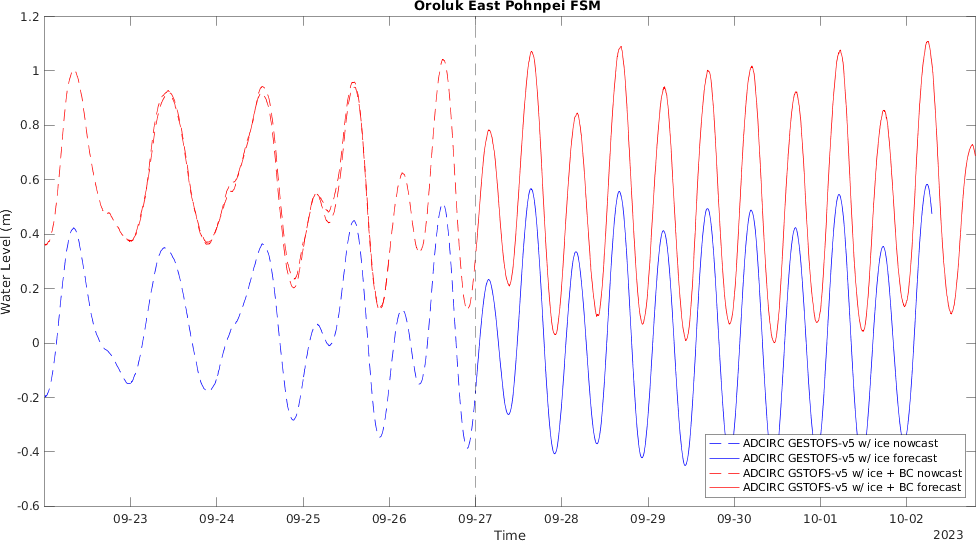 Oroluk East Pohnpei FSM
1.2
1
0.8
0.6
0.4
0.2
0
-0.2
-0.4
-0.6
Water Level (m)
ADCIRC GESTOFS-v5 w/ ice nowcast
ADCIRC GESTOFS-v5 w/ ice forecast
ADCIRC GSTOFS-v5 w/ ice + BC nowcast
ADCIRC GSTOFS-v5 w/ ice + BC forecast
09-23 09-24 09-25 09-26 09-27 09-28 09-29 09-30 10-01 10-02
Time
2023